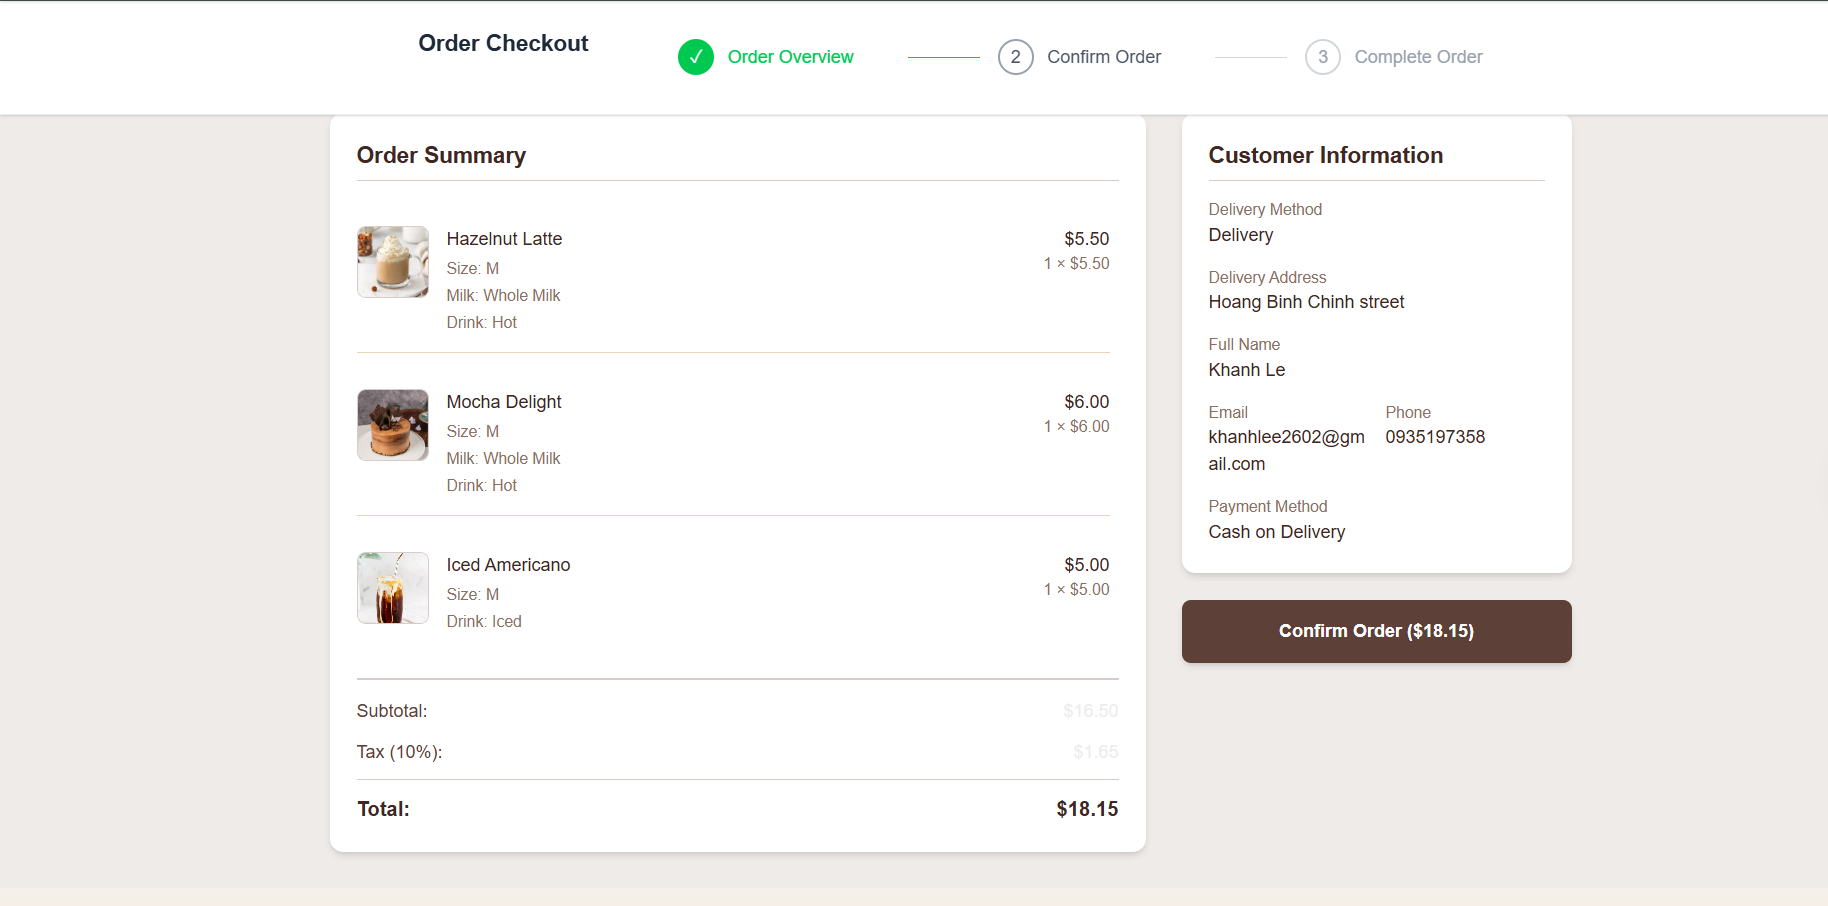 Order Checkout
✓ Order Overview
2 Confirm Order
3 Complete Order
Order Summary
Hazelnut Latte
$5.50
Size: M
1 × $5.50
Milk: Whole Milk
Drink: Hot
Mocha Delight
$6.00
Size: M
1 × $6.00
Milk: Whole Milk
Drink: Hot
Iced Americano
$5.00
Size: M
1 × $5.00
Drink: Iced
Subtotal: $16.50
Tax (10%): $1.65
Total: $18.15
Customer Information
Delivery Method
Delivery
Delivery Address
Hoang Binh Chinh street
Full Name
Khanh Le
Email
khanhlee2602@gm
ail.com
Phone
0935197358
Payment Method
Cash on Delivery
Confirm Order ($18.15)